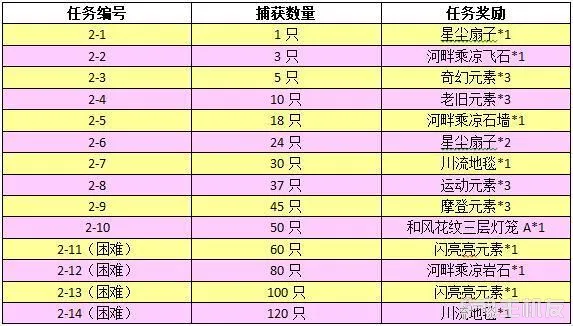 任务编号 捕获数量 任务奖励
2-1 1 只 星尘扇子*1
2-2 3 只 河畔乘凉飞石*1
2-3 5 只 奇幻元素*3
2-4 10 只 老旧元素*3
2-5 18 只 河畔乘凉石墙*1
2-6 24 只 星尘扇子*2
2-7 30 只 川流地毯*1
2-8 37 只 运动元素*3
2-9 45 只 摩登元素*3
2-10 50 只 和风花纹三层灯笼 A*1
2-11（困难） 60 只 闪亮亮元素*1
2-12（困难） 80 只 河畔乘凉岩石*1
2-13（困难） 100 只 闪亮亮元素*1
2-14（困难） 120 只 川流地毯*1